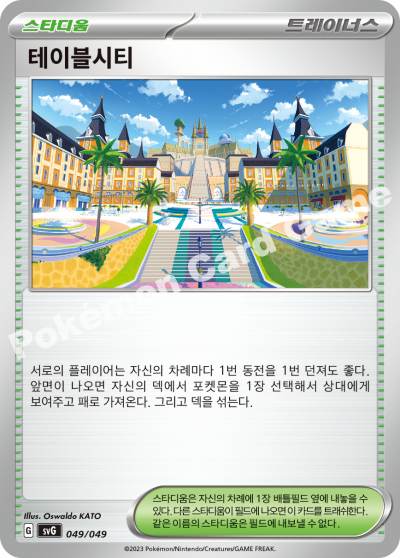 스타디움 트레이너스
테이블시티
Pokémon Card Game
서로의 플레이어는 자신의 차례마다 1번 동전을 1번 던져도 좋다.
앞면이 나오면 자신의 덱에서 포켓몬을 1장 선택해서 상대에게
보여주고 패로 가져온다. 그리고 덱을 섞는다.
Illus. Oswaldo KATO
G svG 049/049
스타디움은 자신의 차례에 1장 배틀필드 옆에 내놓을 수
있다. 다른 스타디움이 필드에 나오면 이 카드를 트래쉬한다.
같은 이름의 스타디움은 필드에 내보낼 수 없다.
©2023 Pokémon/Nintendo/Creatures/GAME FREAK.